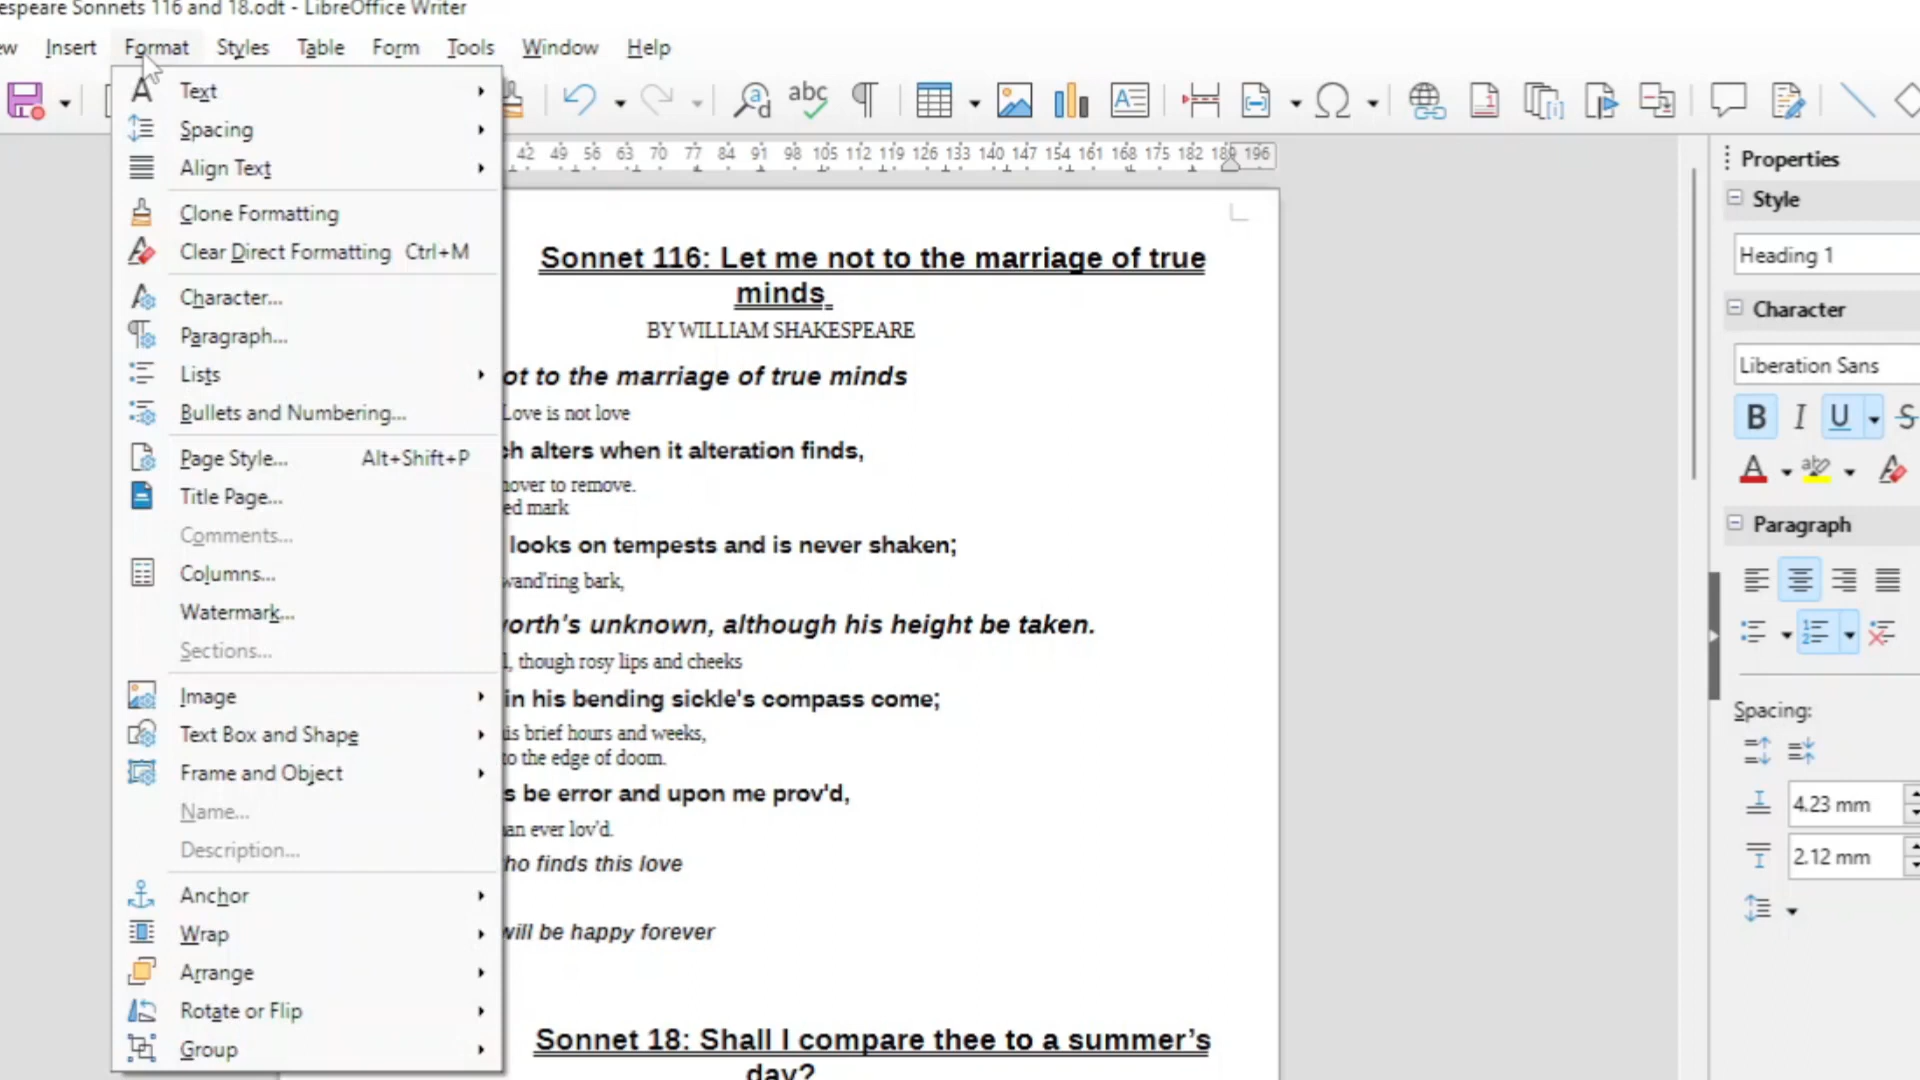 espeare Sonnets 116 and 18.odt - LibreOffice Writer
ew Insert Format Styles Table Form Tools Window Help
Text
Spacing
Align Text
Clone Formatting
Clear Direct Formatting Ctrl+M
Character...
Paragraph...
Lists
Bullets and Numbering...
Page Style... Alt+Shift+P
Title Page...
Comments...
Columns...
Watermark...
Sections...
Image
Text Box and Shape
Frame and Object
Name...
Description...
Anchor
Wrap
Arrange
Rotate or Flip
Group
42 49 56 63 70 77 84 91 98 105 112 119 126 133 140 147 154 161 168 175 182 189 196
Sonnet 116: Let me not to the marriage of true
minds
BY WILLIAM SHAKESPEARE
ot to the marriage of true minds
Love is not love
ch alters when it alteration finds,
nover to remove.
ed mark
looks on tempests and is never shaken;
wand'ring bark,
vorth's unknown, although his height be taken.
l, though rosy lips and cheeks
in his bending sickle's compass come;
is brief hours and weeks,
to the edge of doom.
s be error and upon me prov'd,
an ever lov'd.
ho finds this love
will be happy forever
Sonnet 18: Shall I compare thee to a summer’s
day?
Properties
Style
Heading 1
Character
Liberation Sans
B I U S
Paragraph
Spacing:
4.23 mm
2.12 mm